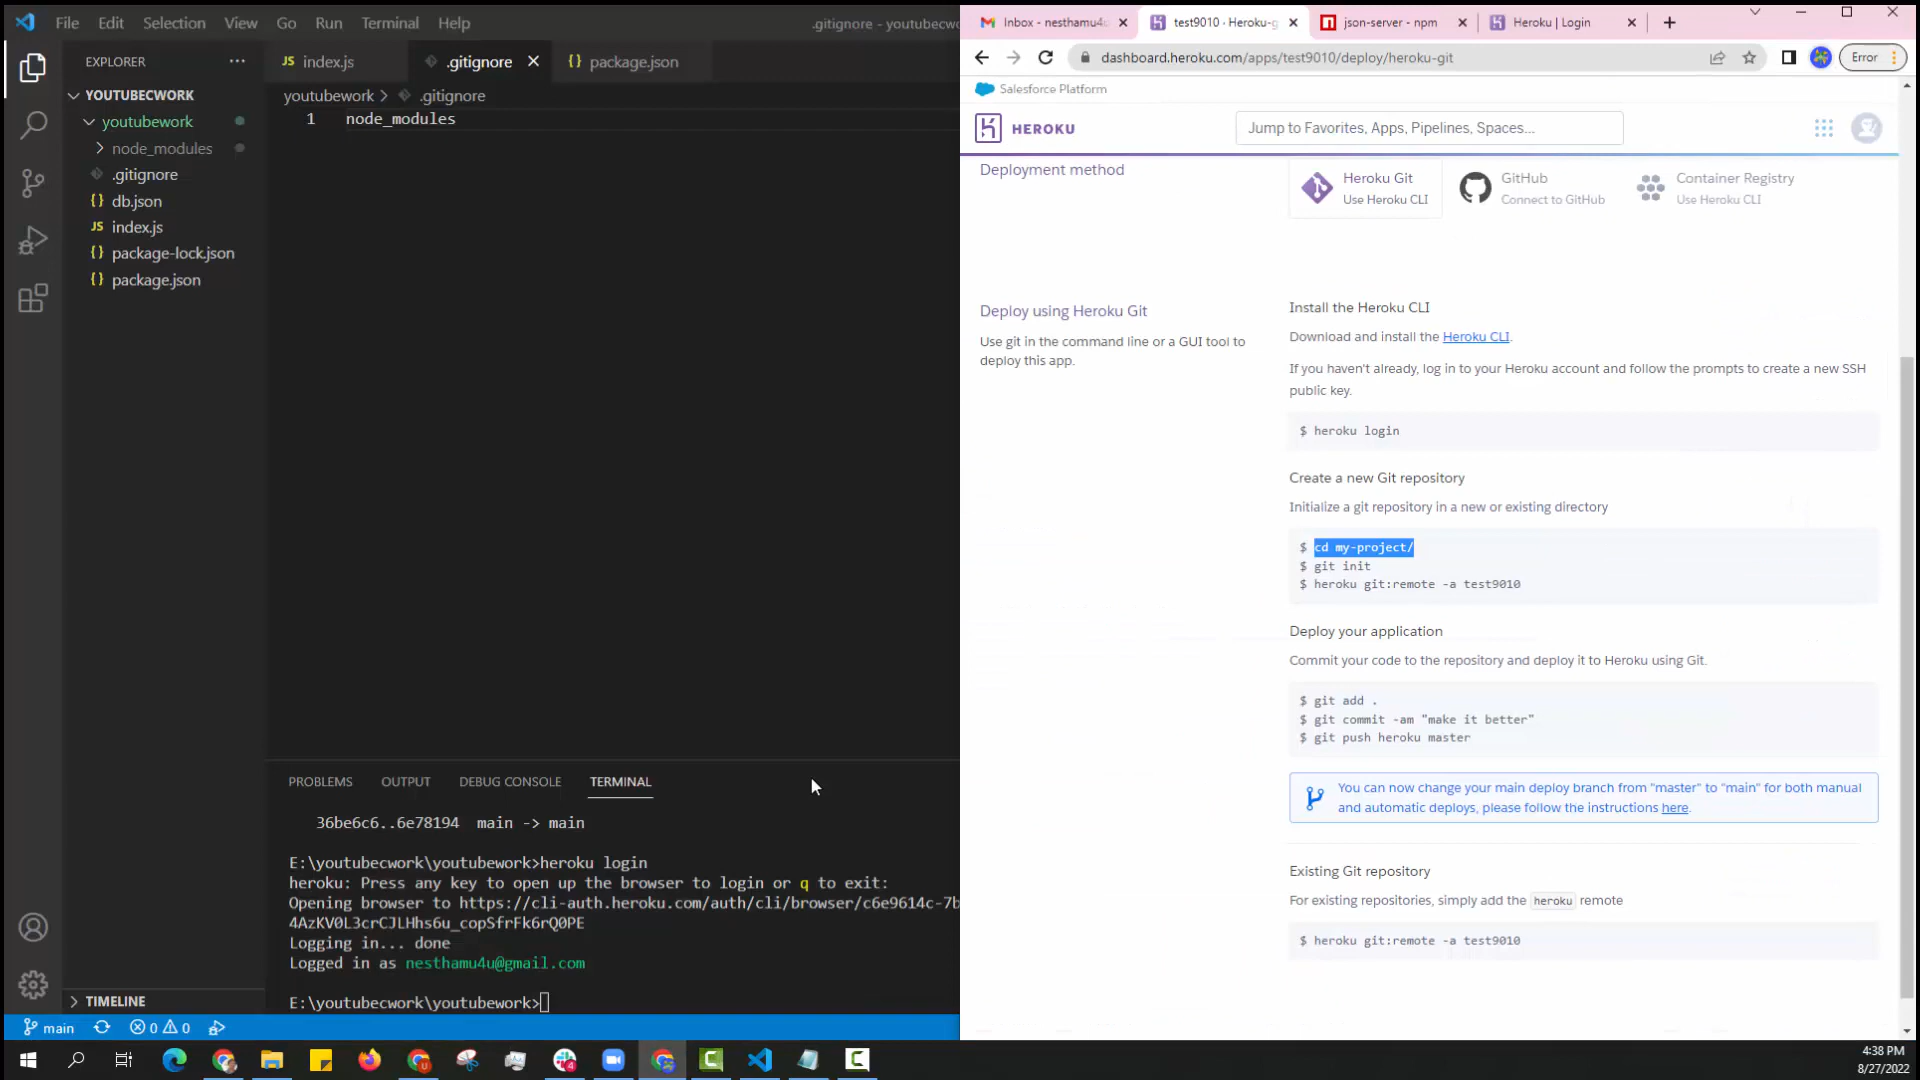 File Edit Selection View Go Run Terminal Help .gitignore - youtubecw
EXPLORER ···
YOUTUBECWORK
youtubework
node_modules
.gitignore
{} db.json
JS index.js
{} package-lock.json
{} package.json
TIMELINE
JS index.js .gitignore {} package.json
youtubework > .gitignore
1 node_modules
PROBLEMS OUTPUT DEBUG CONSOLE TERMINAL
36be6c6..6e78194 main -> main
E:\youtubecwork\youtubework>heroku login
heroku: Press any key to open up the browser to login or q to exit:
Opening browser to https://cli-auth.heroku.com/auth/cli/browser/c6e9614c-7b
4AzKV0L3crCJLHhs6u_copSfrFk6rQ0PE
Logging in... done
Logged in as nesthamu4u@gmail.com
E:\youtubecwork\youtubework>
main 0 0
Inbox - nesthamu4u test9010 · Heroku-g json-server - npm Heroku | Login
dashboard.heroku.com/apps/test9010/deploy/heroku-git Error
Salesforce Platform
HEROKU Jump to Favorites, Apps, Pipelines, Spaces...
Deployment method
Heroku Git
Use Heroku CLI
GitHub
Connect to GitHub
Container Registry
Use Heroku CLI
Deploy using Heroku Git
Use git in the command line or a GUI tool to
deploy this app.
Install the Heroku CLI
Download and install the Heroku CLI.
If you haven't already, log in to your Heroku account and follow the prompts to create a new SSH
public key.
$ heroku login
Create a new Git repository
Initialize a git repository in a new or existing directory
$ cd my-project/
$ git init
$ heroku git:remote -a test9010
Deploy your application
Commit your code to the repository and deploy it to Heroku using Git.
$ git add .
$ git commit -am "make it better"
$ git push heroku master
You can now change your main deploy branch from "master" to "main" for both manual
and automatic deploys, please follow the instructions here.
Existing Git repository
For existing repositories, simply add the heroku remote
$ heroku git:remote -a test9010
4:38 PM
8/27/2022